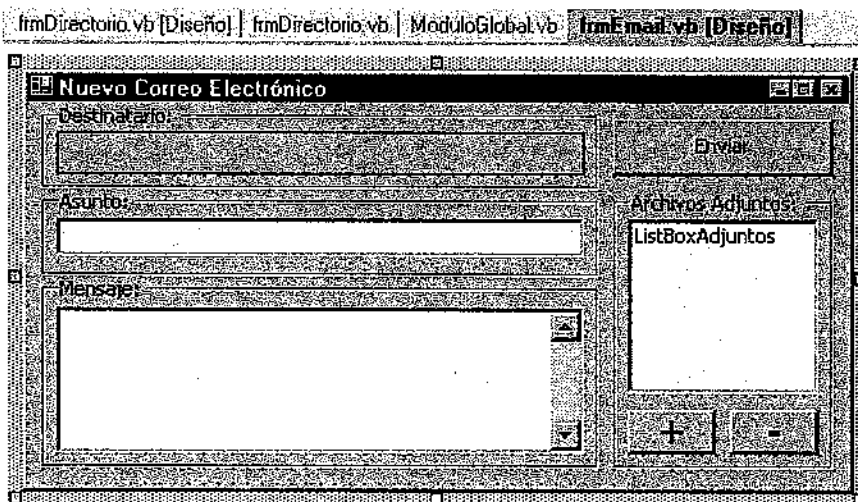 frmDirectorio.vb [Diseño] frmDirectorio.vb ModuloGlobal.vb frmEmail.vb [Diseño]
Nuevo Correo Electrónico
Destinatario:
Enviar
Asunto:
Archivos Adjuntos:
ListBoxAdjuntos
Mensaje:
+ -